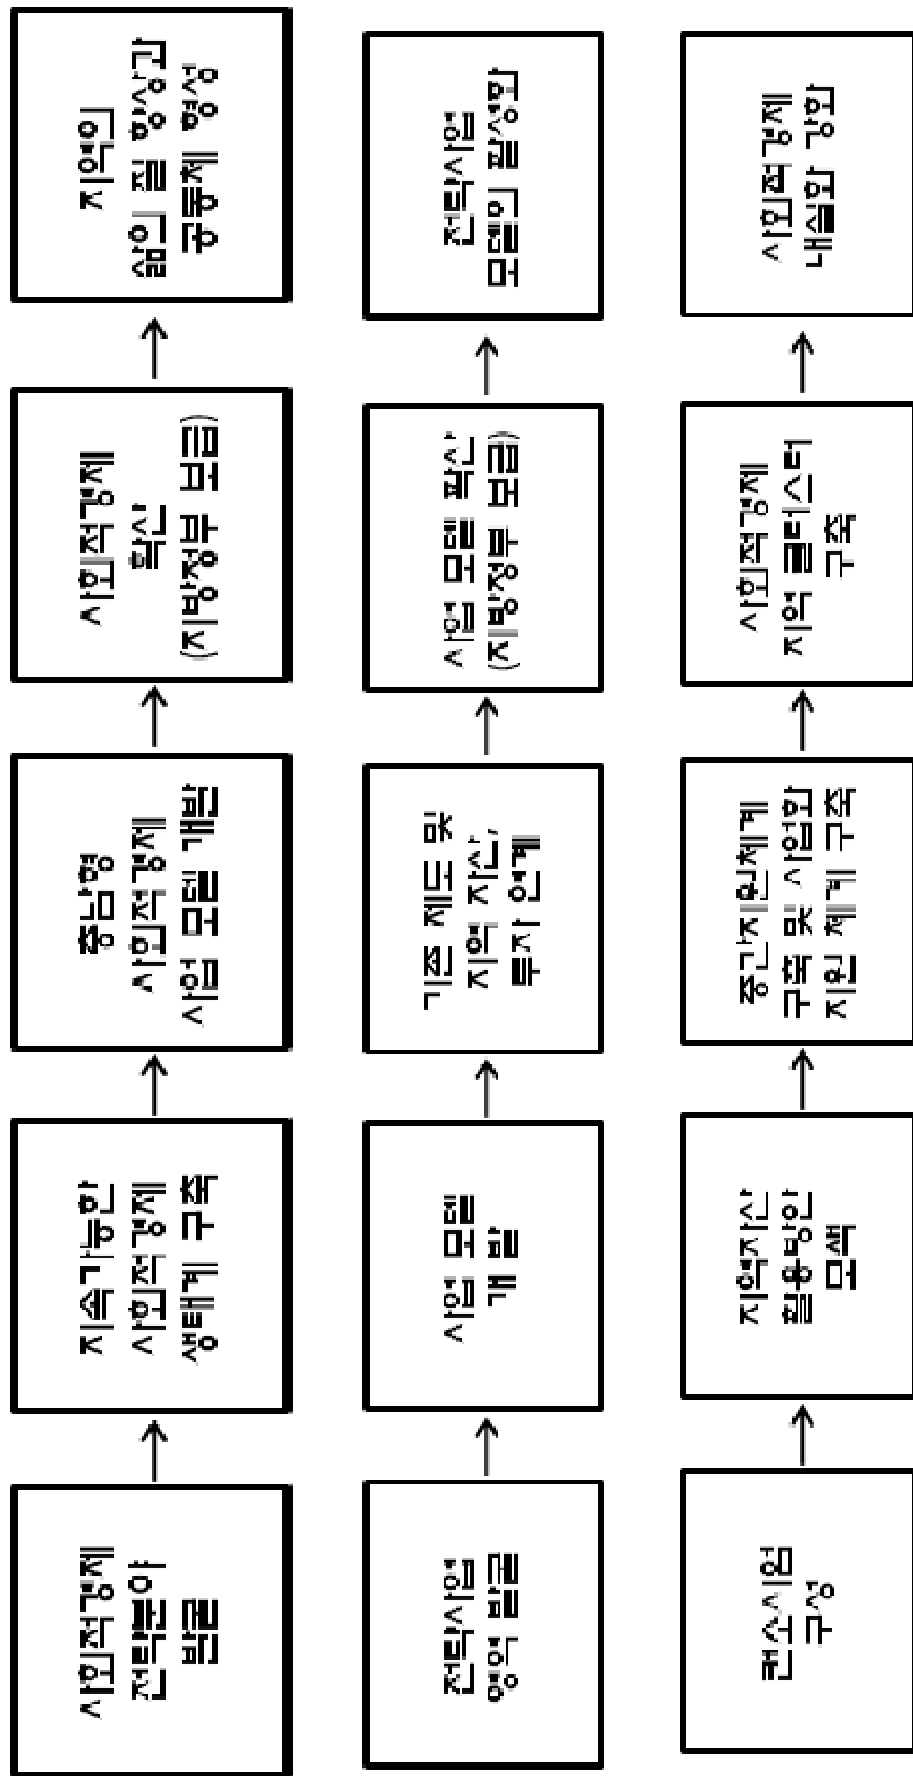 사회적경제
전략분야
발굴
지속가능한
사회적경제
생태계 구축
충남형
사회적경제
사업 모델 개발
사회적경제
확산
(지방정부 보급)
지역의
삶의 질 향상과
공동체 형성
전략사업
영역 발굴
사업 모델
개 발
기존 제도 및
지역 자산,
투자 연계
사업 모델 확산
(지방정부 보급)
전략사업
모델의 활성화
컨소시엄
구성
지역자산
활용방안
모색
중간지원체계
구축 및 사업화
지원 체계 구축
사회적경제
지역 클러스터
구축
사회적경제
내실화 강화